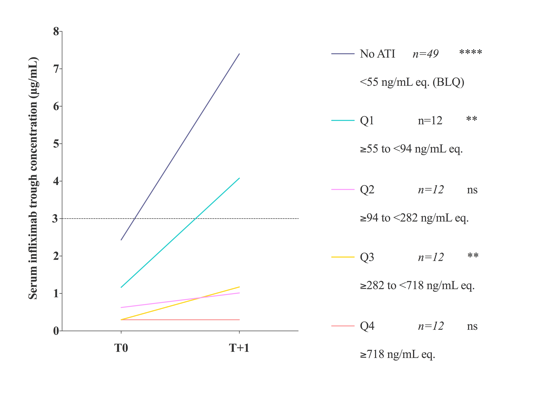 Serum infliximab trough concentration (µg/mL)
8
7
6
5
4
3
2
1
0
T0 T+1
No ATI n=49 ****
<55 ng/mL eq. (BLQ)
Q1 n=12 **
≥55 to <94 ng/mL eq.
Q2 n=12 ns
≥94 to <282 ng/mL eq.
Q3 n=12 **
≥282 to <718 ng/mL eq.
Q4 n=12 ns
≥718 ng/mL eq.